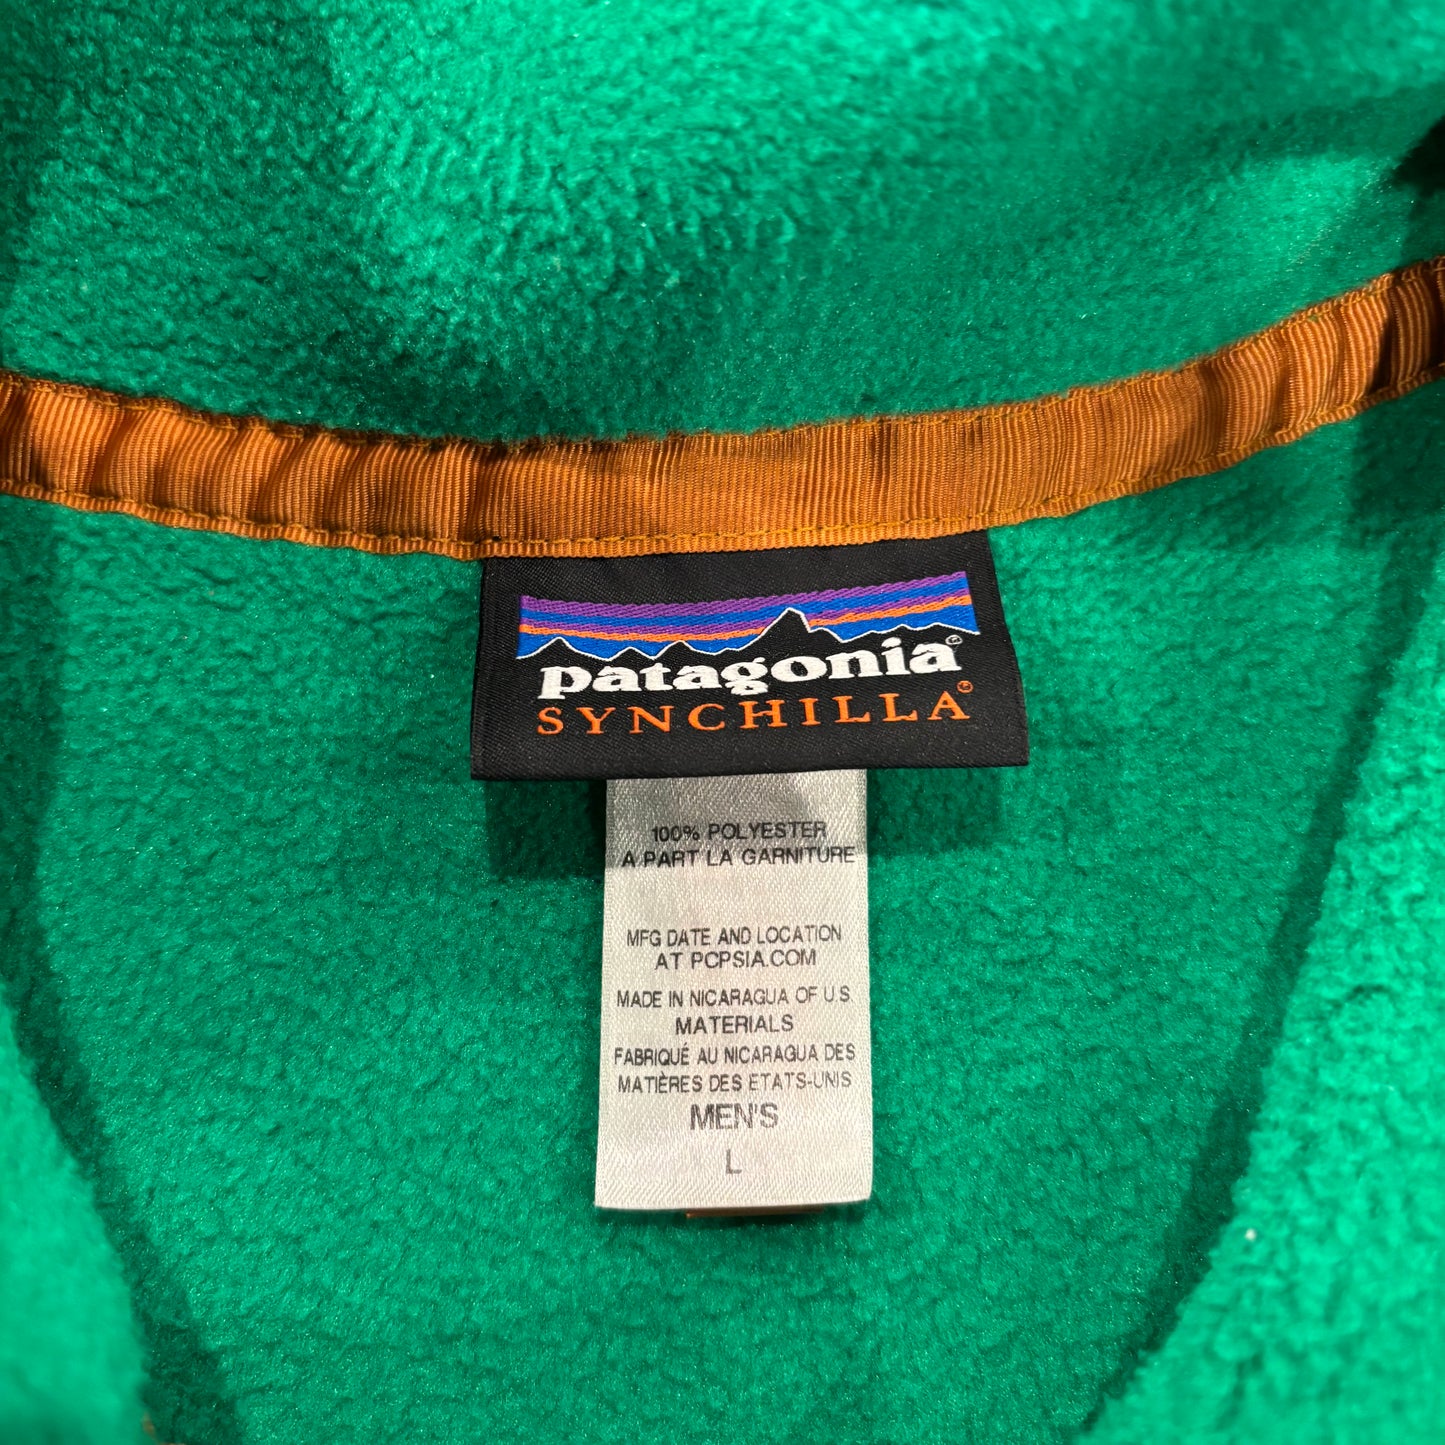 patagonia®
SYNCHILLA®
100% POLYESTER
A PART LA GARNITURE
MFG DATE AND LOCATION
AT PCPSIA.COM
MADE IN NICARAGUA OF U.S.
MATERIALS
FABRIQUÉ AU NICARAGUA DES
MATIÈRES DES ETATS-UNIS
MEN'S
L